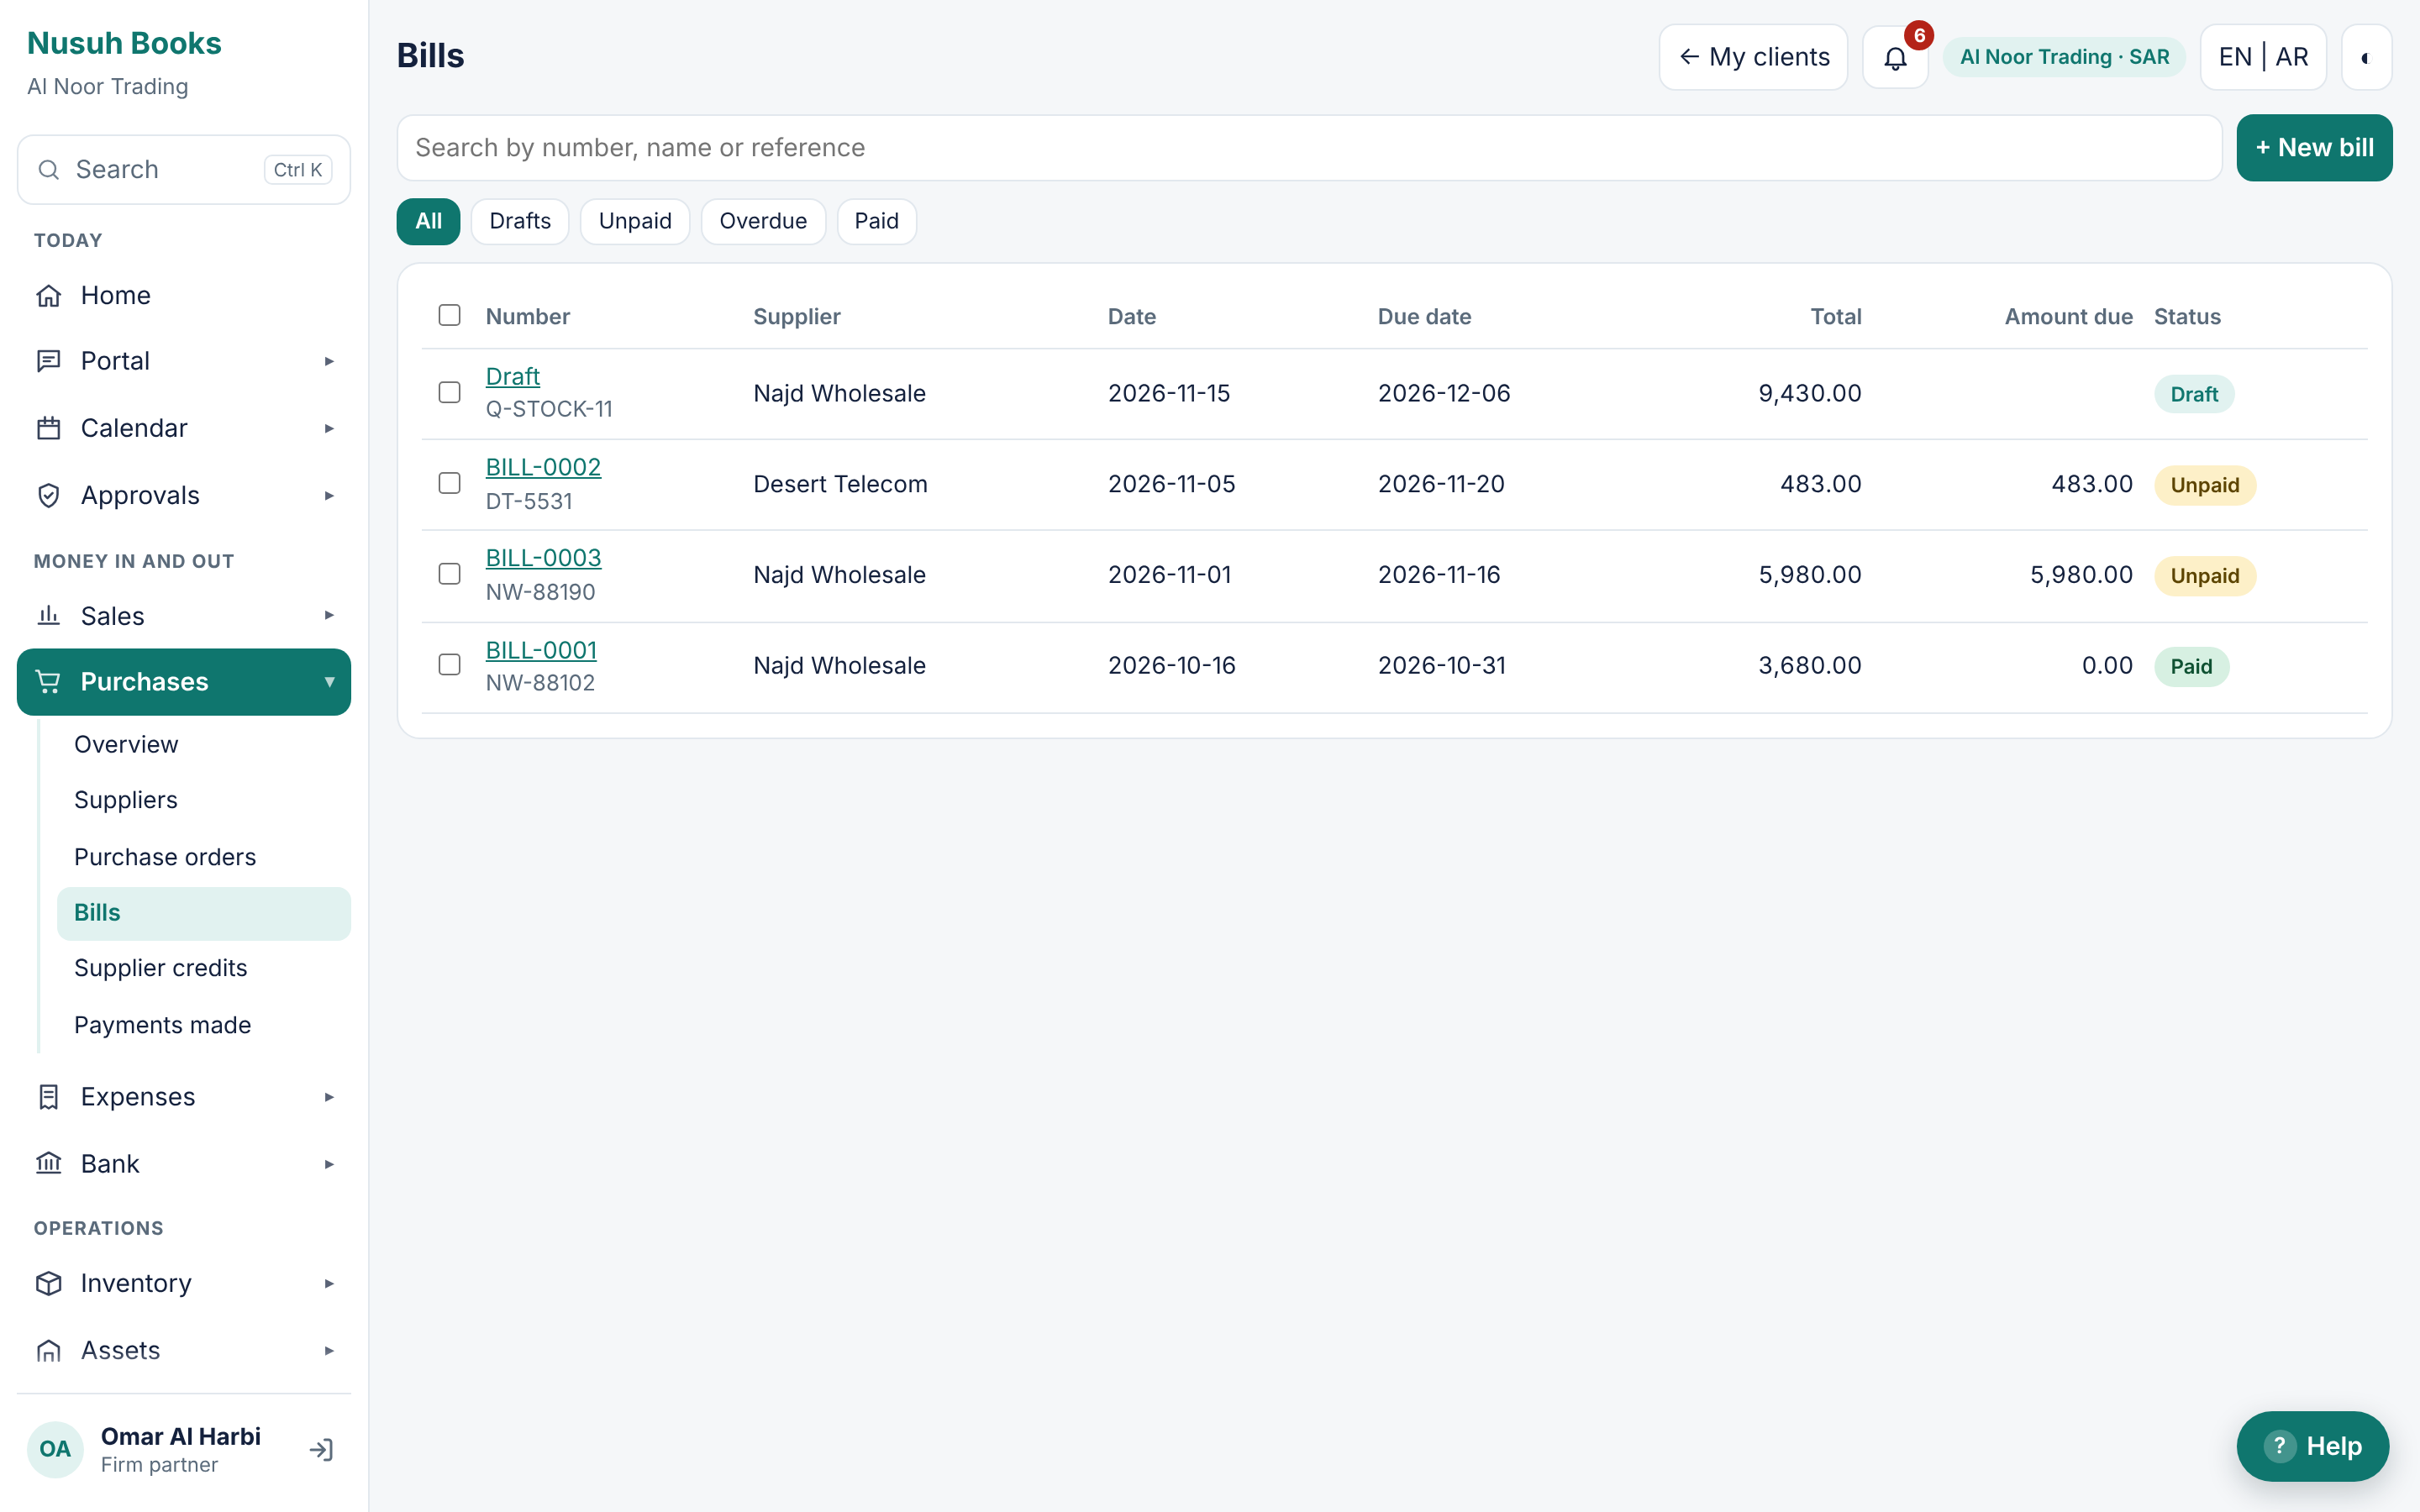 Nusuh Books
Al Noor Trading
Search Ctrl K
TODAY
Home
Portal
Calendar
Approvals
MONEY IN AND OUT
Sales
Purchases
Overview
Suppliers
Purchase orders
Bills
Supplier credits
Payments made
Expenses
Bank
OPERATIONS
Inventory
Assets
OA
Omar Al Harbi
Firm partner
Bills
← My clients 6 Al Noor Trading · SAR EN | AR
Search by number, name or reference + New bill
All Drafts Unpaid Overdue Paid
Number Supplier Date Due date Total Amount due Status
Draft
Q-STOCK-11 Najd Wholesale 2026-11-15 2026-12-06 9,430.00 Draft
BILL-0002
DT-5531 Desert Telecom 2026-11-05 2026-11-20 483.00 483.00 Unpaid
BILL-0003
NW-88190 Najd Wholesale 2026-11-01 2026-11-16 5,980.00 5,980.00 Unpaid
BILL-0001
NW-88102 Najd Wholesale 2026-10-16 2026-10-31 3,680.00 0.00 Paid
? Help